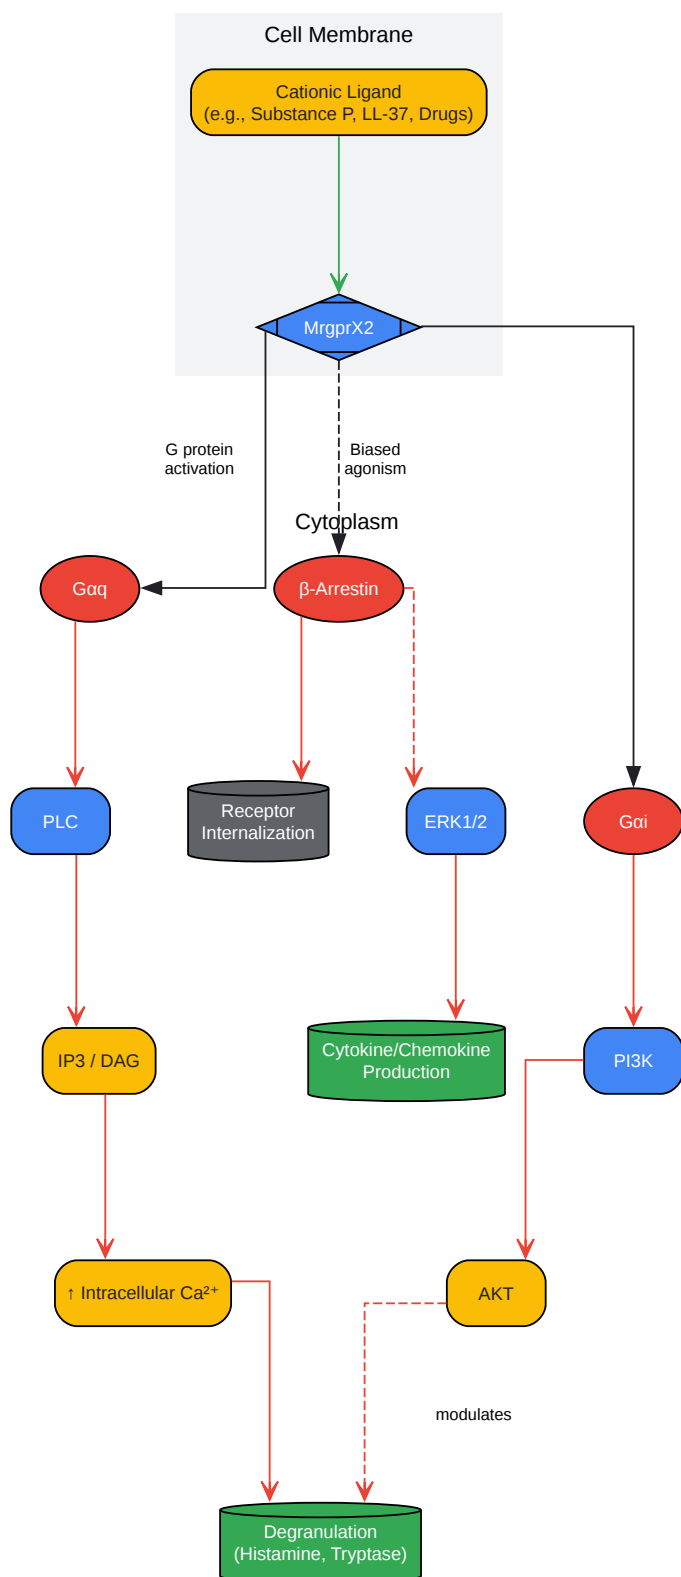 Cell Membrane
Cationic Ligand
(e.g., Substance P, LL-37, Drugs)
MrgprX2
G protein
activation
Biased
agonism
Cytoplasm
Gαq
β-Arrestin
PLC
Receptor
Internalization
ERK1/2
Gαi
IP3 / DAG
Cytokine/Chemokine
Production
PI3K
↑ Intracellular Ca²⁺
AKT
modulates
Degranulation
(Histamine, Tryptase)